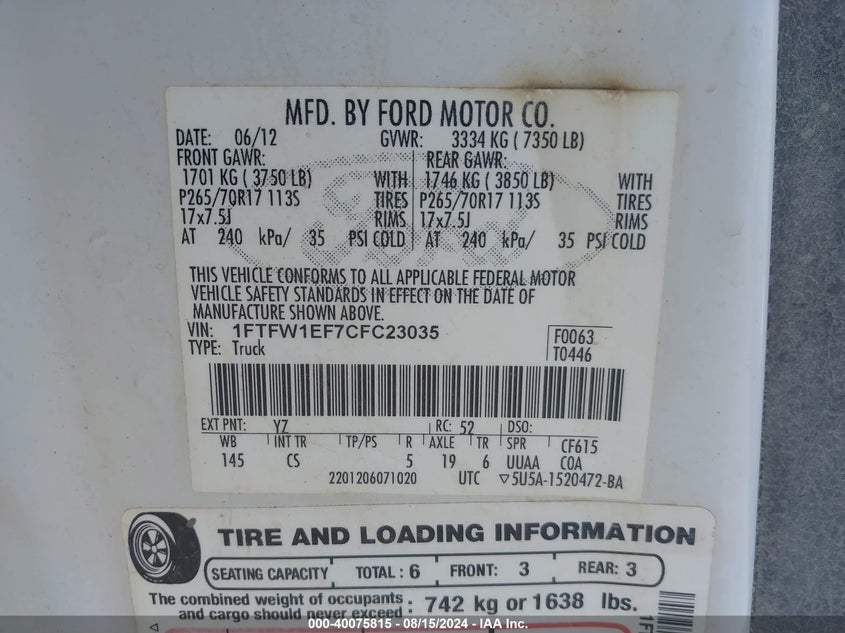 MFD. BY FORD MOTOR CO.
DATE: 06/12 GVWR: 3334 KG ( 7350 LB)
FRONT GAWR: REAR GAWR:
1701 KG ( 3750 LB) WITH 1746 KG ( 3850 LB) WITH
P265/70R17 113S TIRES P265/70R17 113S TIRES
17x7.5J RIMS 17x7.5J RIMS
AT 240 kPa/ 35 PSI COLD AT 240 kPa/ 35 PSI COLD
THIS VEHICLE CONFORMS TO ALL APPLICABLE FEDERAL MOTOR
VEHICLE SAFETY STANDARDS IN EFFECT ON THE DATE OF
MANUFACTURE SHOWN ABOVE.
VIN: 1FTFW1EF7CFC23035 F0063
TYPE: Truck T0446
EXT PNT: YZ RC: 52 DSO:
WB INT TR TP/PS R AXLE TR SPR CF615
145 CS 5 19 6 UUAA COA
2201206071020 UTC ▽5U5A-1520472-BA
TIRE AND LOADING INFORMATION
SEATING CAPACITY TOTAL : 6 FRONT: 3 REAR: 3
The combined weight of occupants
and cargo should never exceed : 742 kg or 1638 lbs.
000-40075815 - 08/15/2024 - IAA Inc.